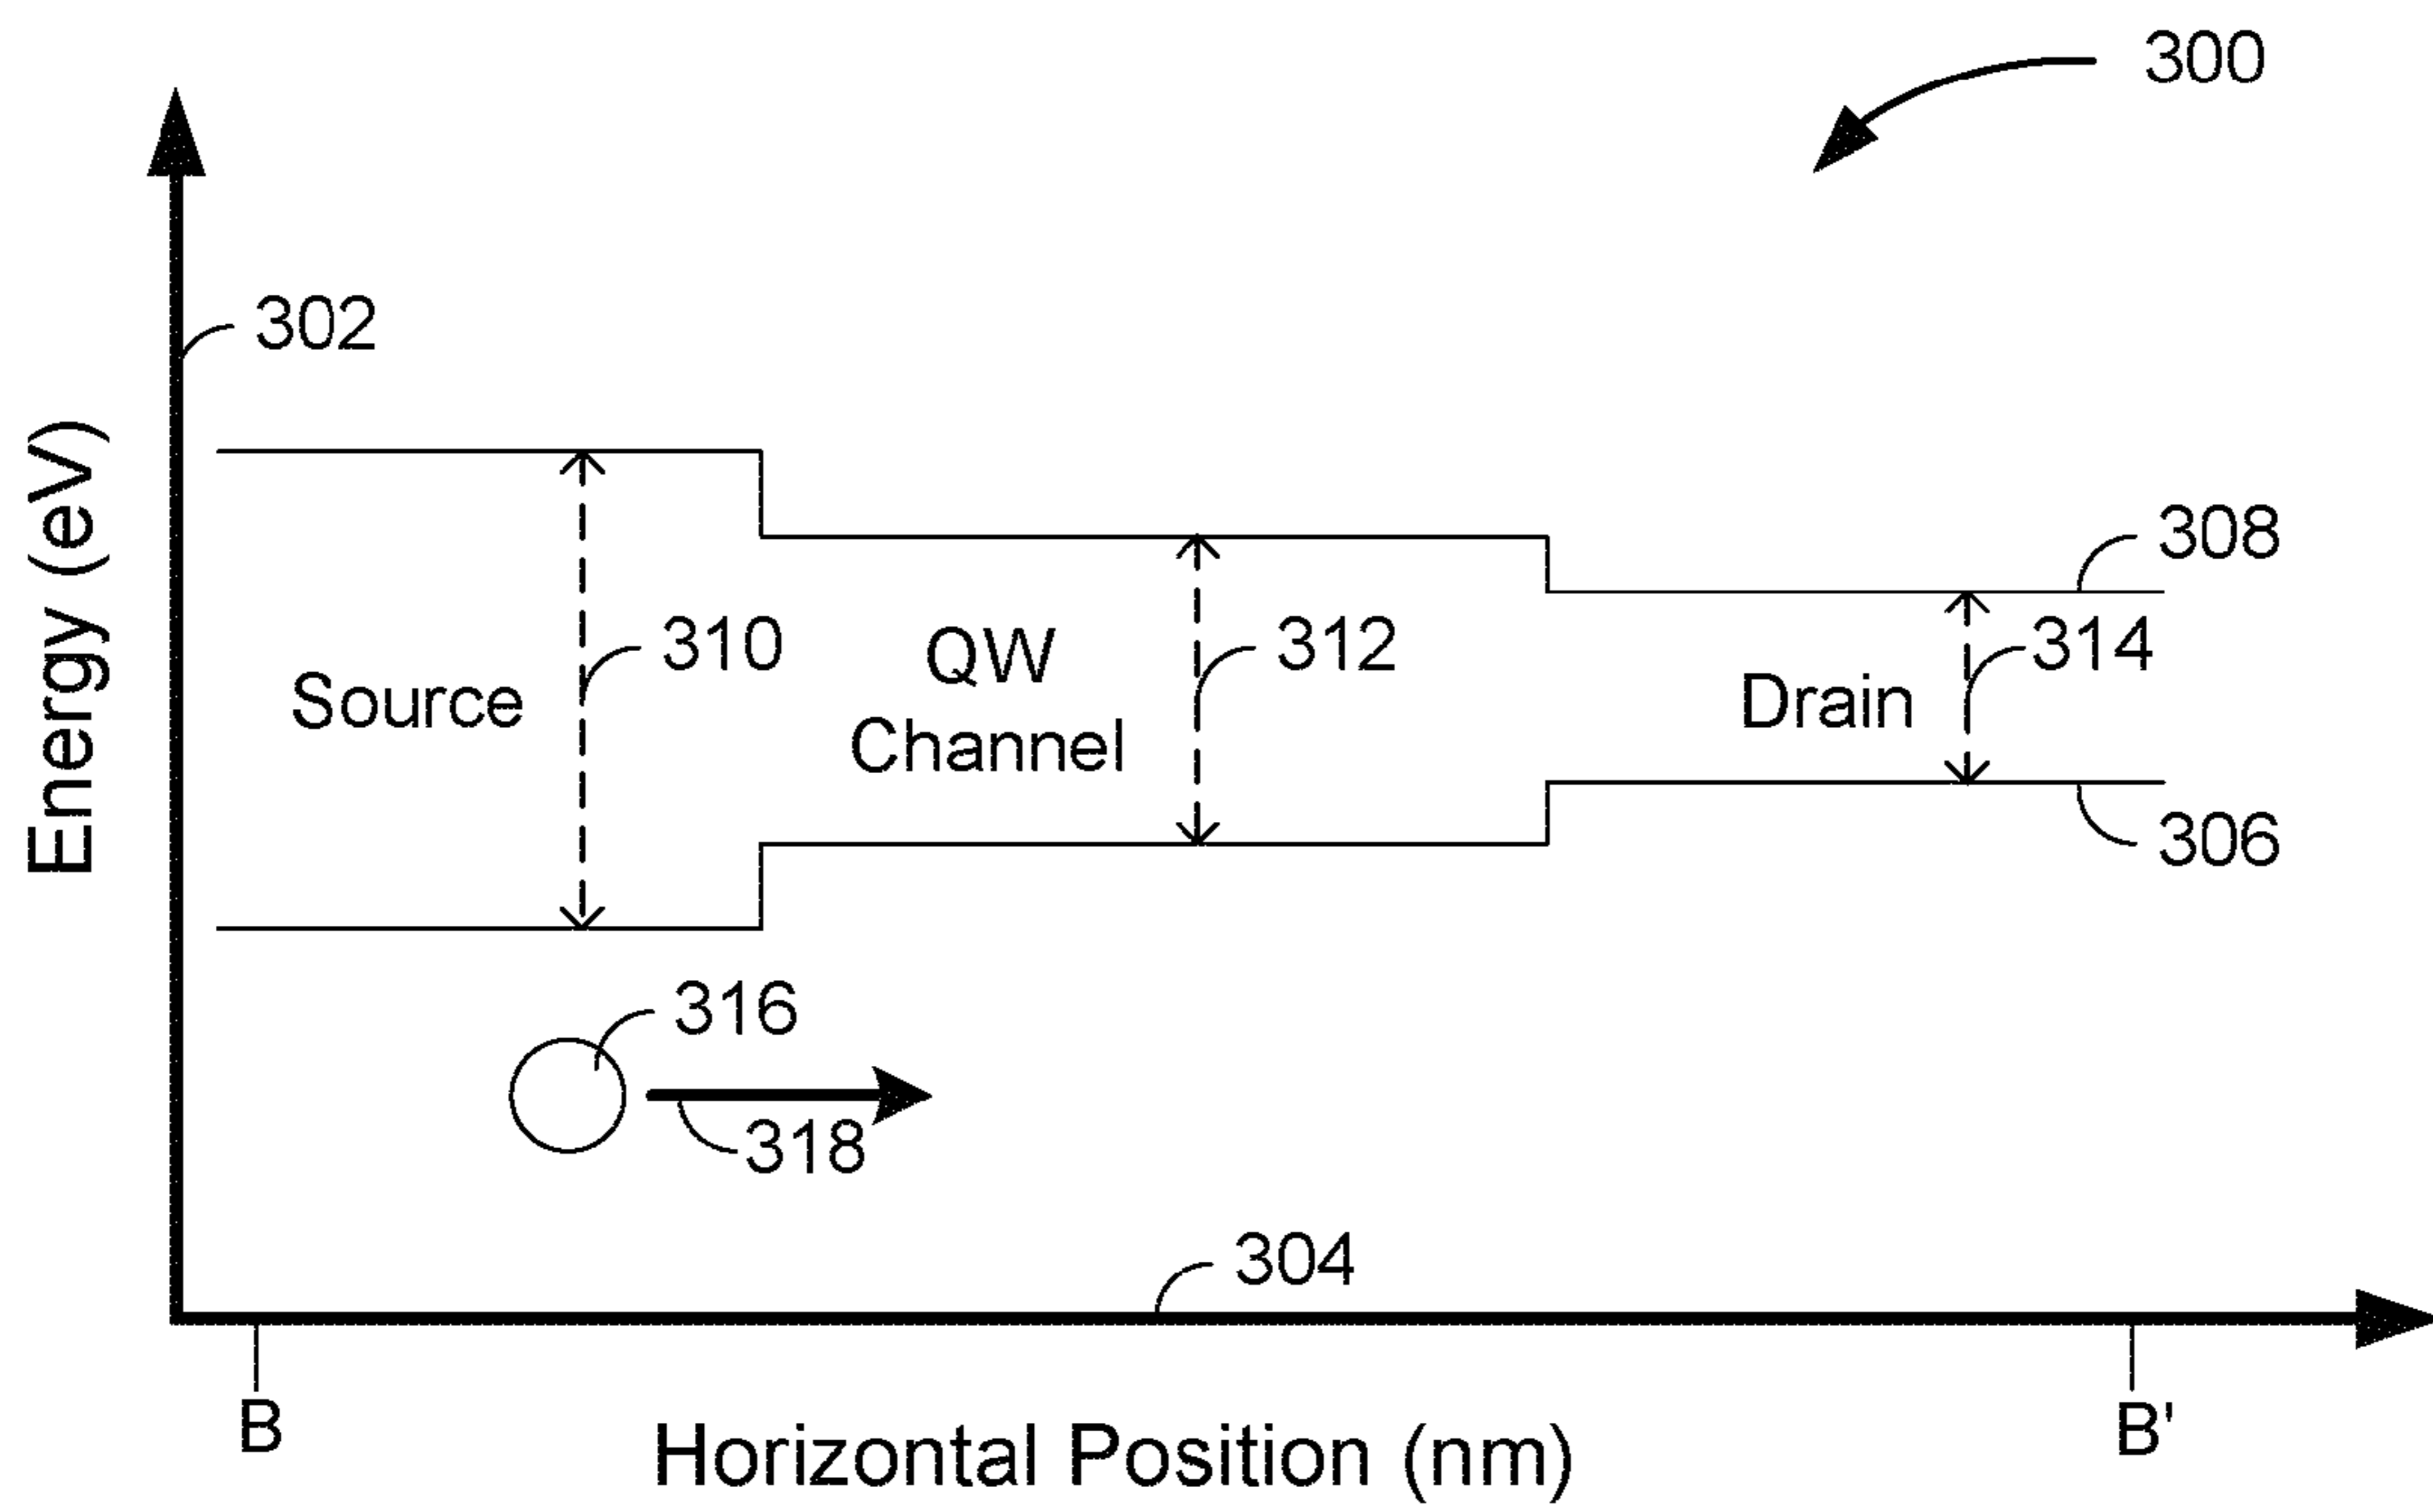 300
302
Energy (eV)
308
310
QW
312
314
Source
Channel
Drain
306
316
318
304
B
B'
Horizontal Position (nm)